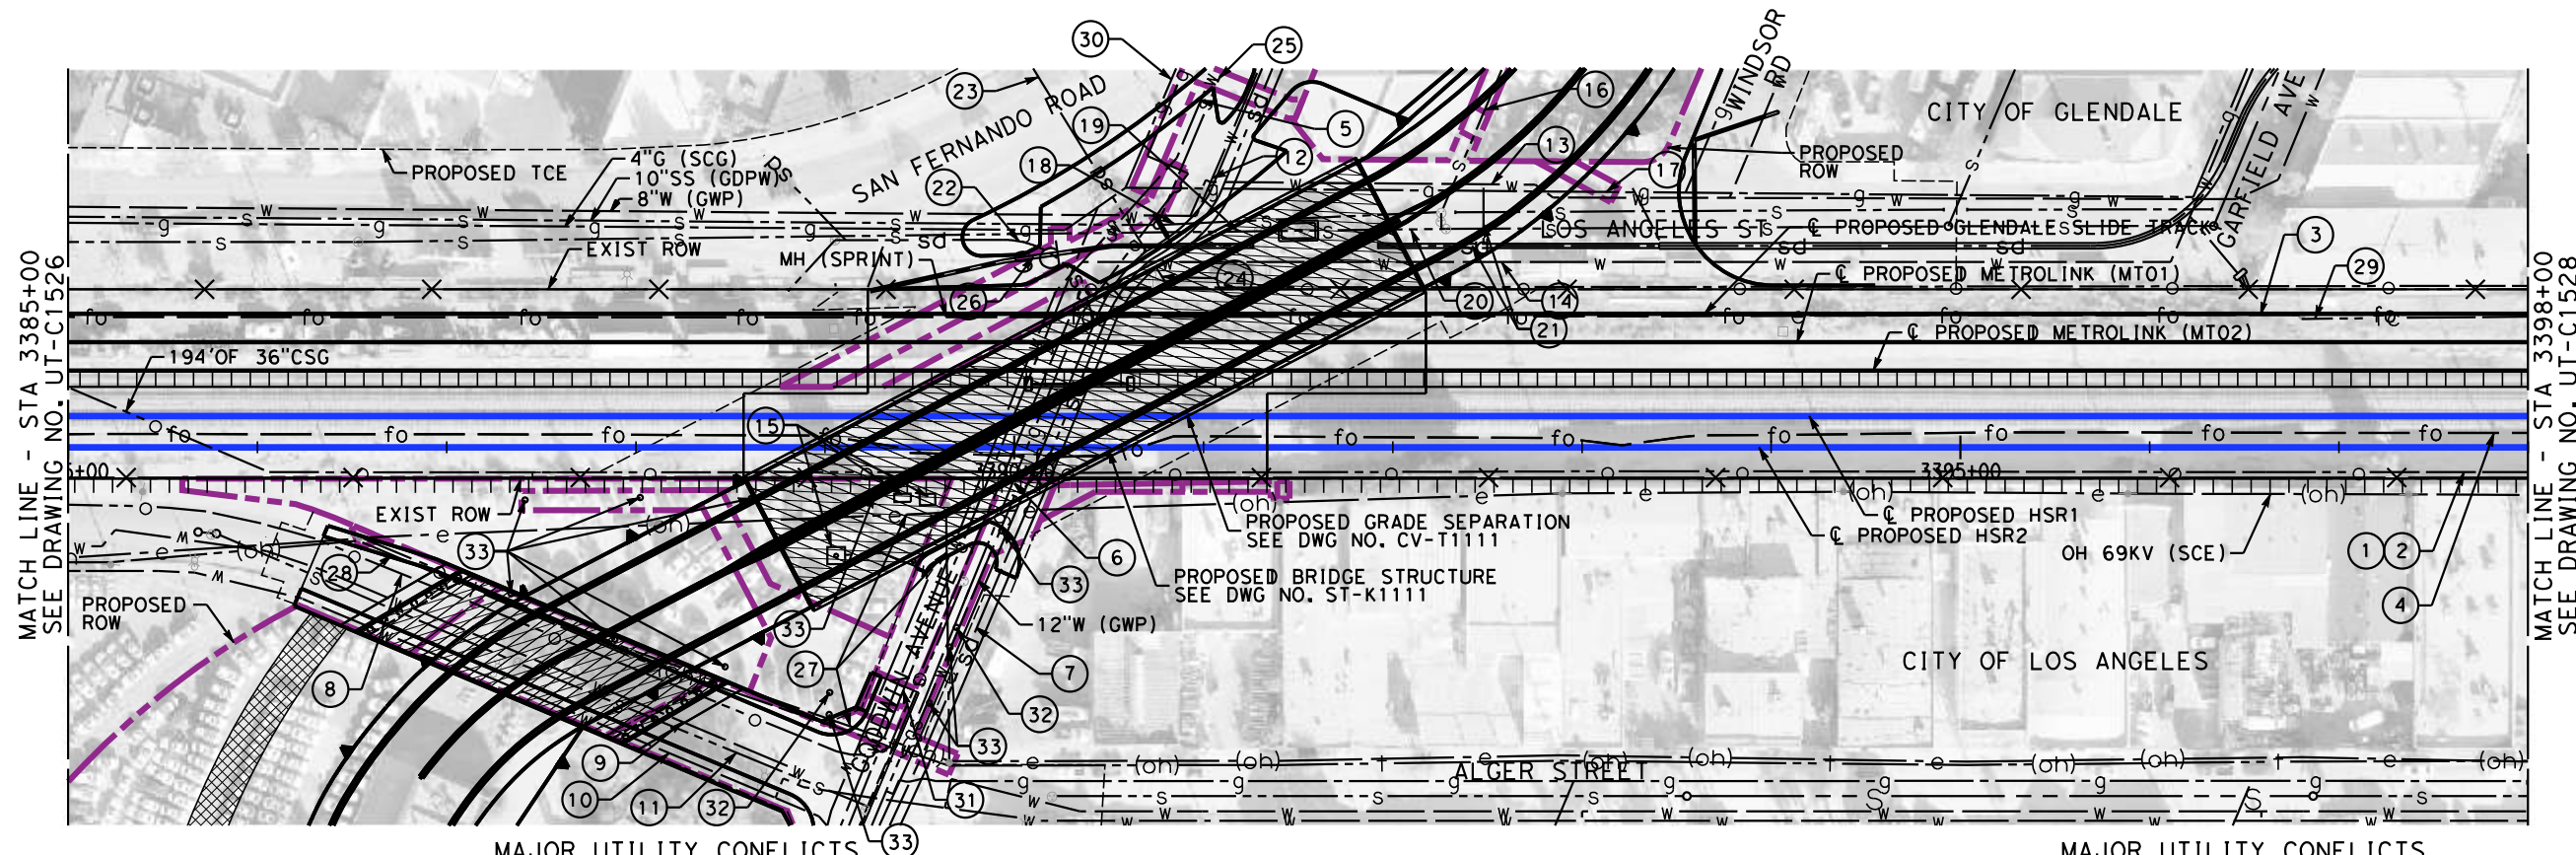 30
25
WINDSOR RD
23
SAN FERNANDO ROAD
16
CITY OF GLENDALE
GARFIELD AVE
19
5
13
12
4"G (SCG)
10"SS (GDPW)
8"W (GWP)
PROPOSED TCE
18
17
PROPOSED
ROW
22
EXIST ROW
LOS ANGELES ST
℄ PROPOSED GLENDALE SLIDE TRACK
3
MH (SPRINT)
24
℄ PROPOSED METROLINK (MT01)
29
26
20
14
21
℄ PROPOSED METROLINK (MT02)
194'OF 36"CSG
15
MATCH LINE - STA 3385+00
SEE DRAWING NO. UT-C1526
MATCH LINE - STA 3398+00
SEE DRAWING NO. UT-C1528
3395+00
EXIST ROW
PROPOSED GRADE SEPARATION
SEE DWG NO. CV-T1111
℄ PROPOSED HSR1
℄ PROPOSED HSR2
OH 69KV (SCE)
1
2
33
6
28
33
PROPOSED BRIDGE STRUCTURE
SEE DWG NO. ST-K1111
4
PROPOSED
ROW
33
12"W (GWP)
GOODWIN AVENUE
27
7
CITY OF LOS ANGELES
8
32
33
9
10
11
32
31
ALGER STREET
33
MAJOR UTILITY CONFLICTS
MAJOR UTILITY CONFLICTS